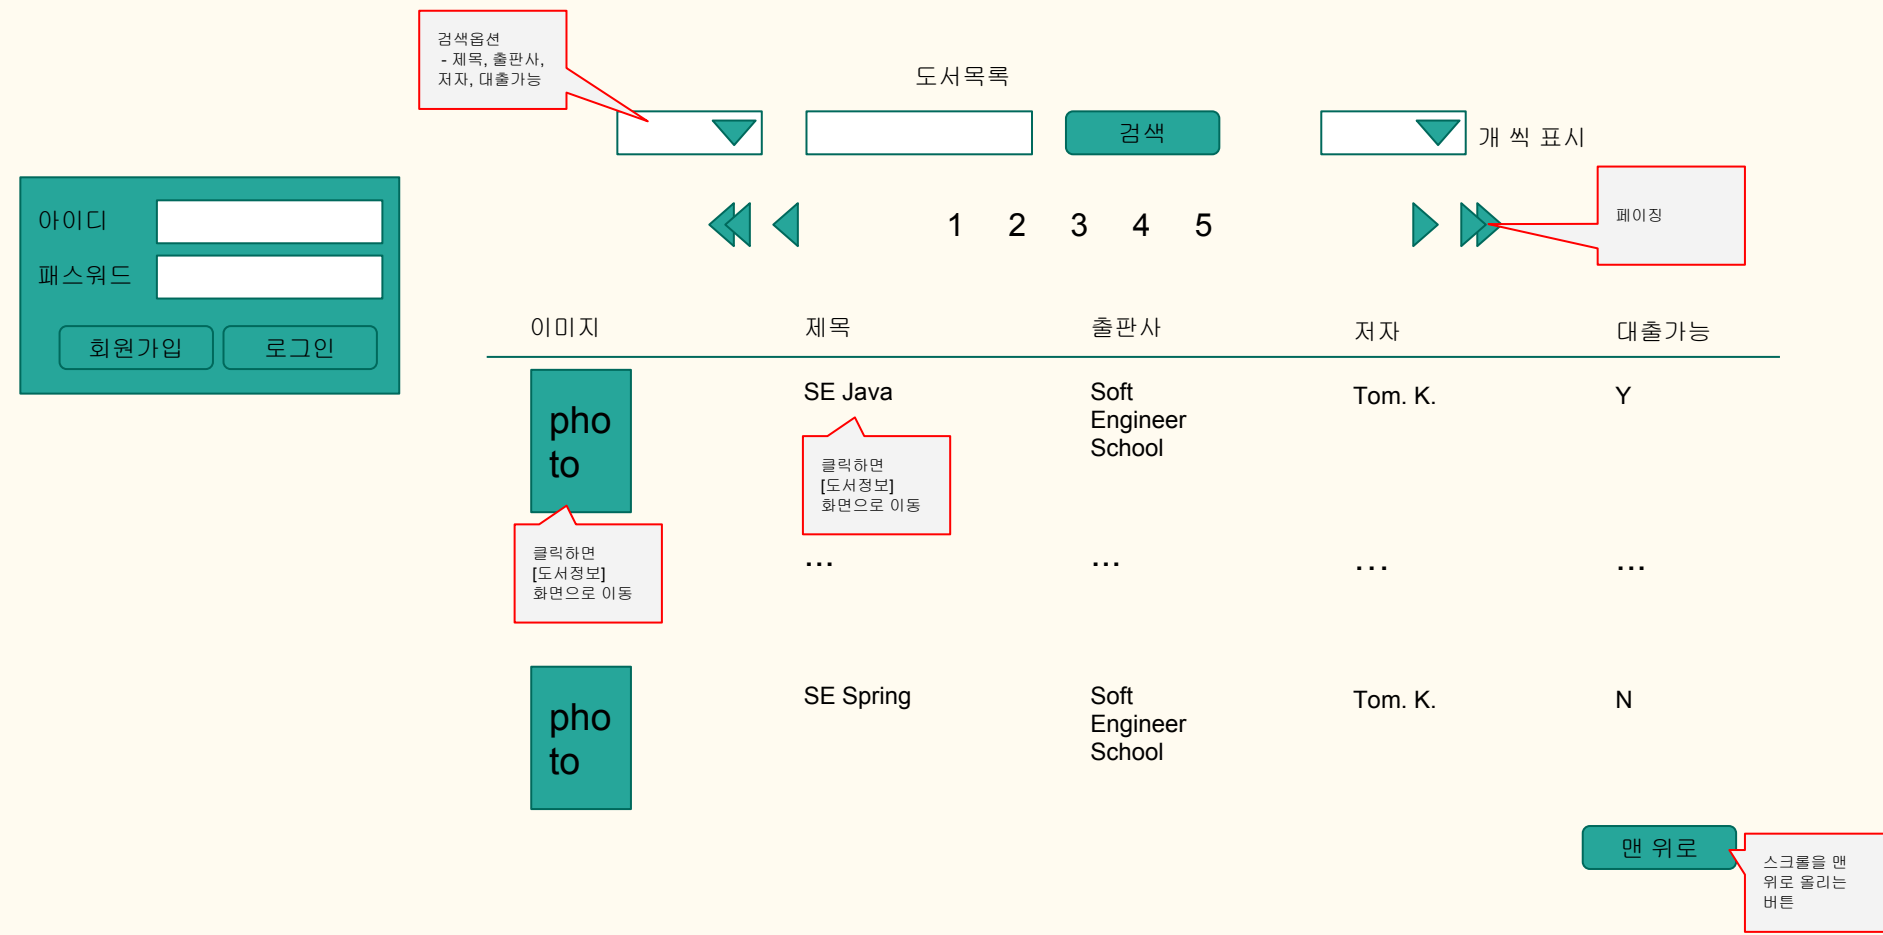 검색옵션
- 제목, 출판사,
저자, 대출가능
도서목록
검색
개 씩 표시
아이디
패스워드
회원가입
로그인
1 2 3 4 5
페이징
이미지 제목 출판사 저자 대출가능
pho
to
SE Java
Soft
Engineer
School
Tom. K.
Y
클릭하면
[도서정보]
화면으로 이동
클릭하면
[도서정보]
화면으로 이동
... ... ... ...
pho
to
SE Spring
Soft
Engineer
School
Tom. K.
N
맨 위로
스크롤을 맨
위로 올리는
버튼